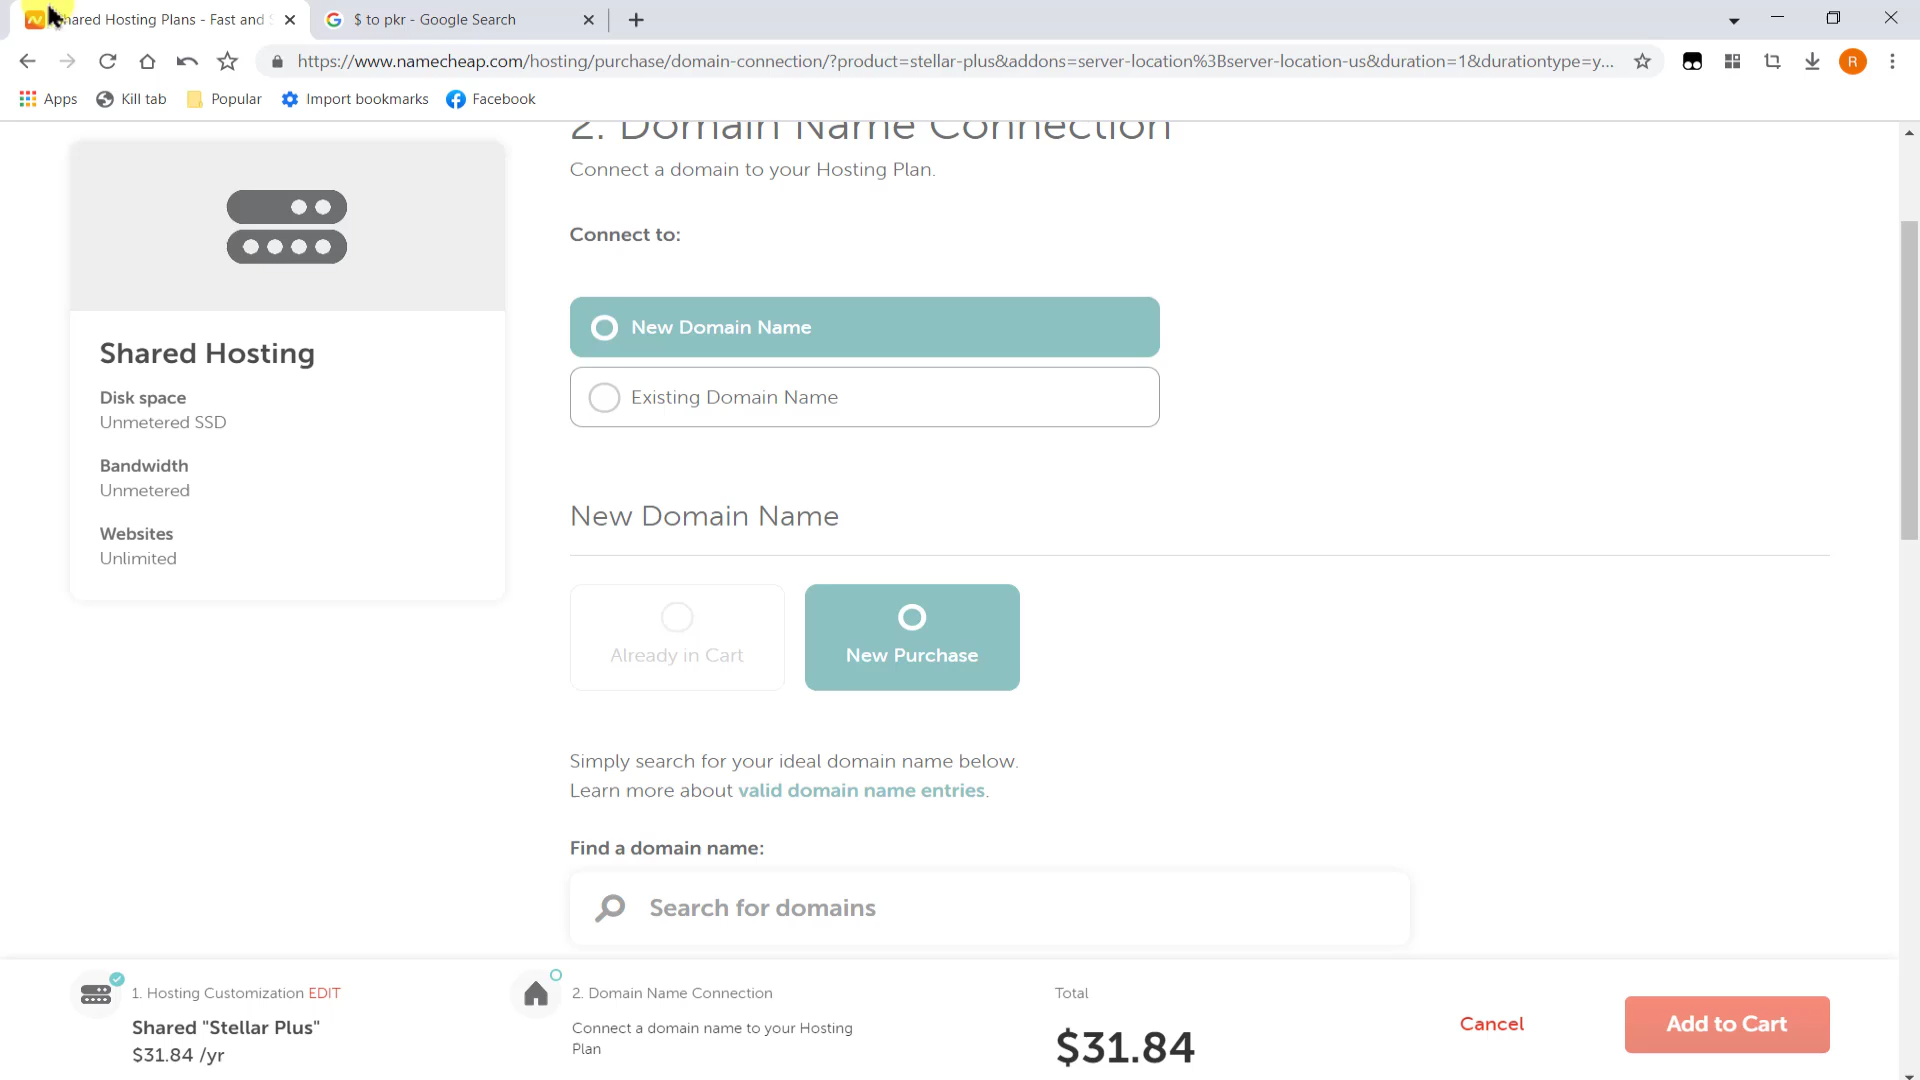 hared Hosting Plans - Fast and S
$ to pkr - Google Search
https://www.namecheap.com/hosting/purchase/domain-connection/?product=stellar-plus&addons=server-location%3Bserver-location-us&duration=1&durationtype=y...
R
Apps
Kill tab
Popular
Import bookmarks
Facebook
2. Domain Name Connection
Connect a domain to your Hosting Plan.
Connect to:
New Domain Name
Existing Domain Name
Shared Hosting
Disk space
Unmetered SSD
Bandwidth
Unmetered
Websites
Unlimited
New Domain Name
Already in Cart
New Purchase
Simply search for your ideal domain name below.
Learn more about valid domain name entries.
Find a domain name:
Search for domains
1. Hosting Customization EDIT
Shared "Stellar Plus"
$31.84 /yr
2. Domain Name Connection
Connect a domain name to your Hosting
Plan
Total
$31.84
Cancel
Add to Cart